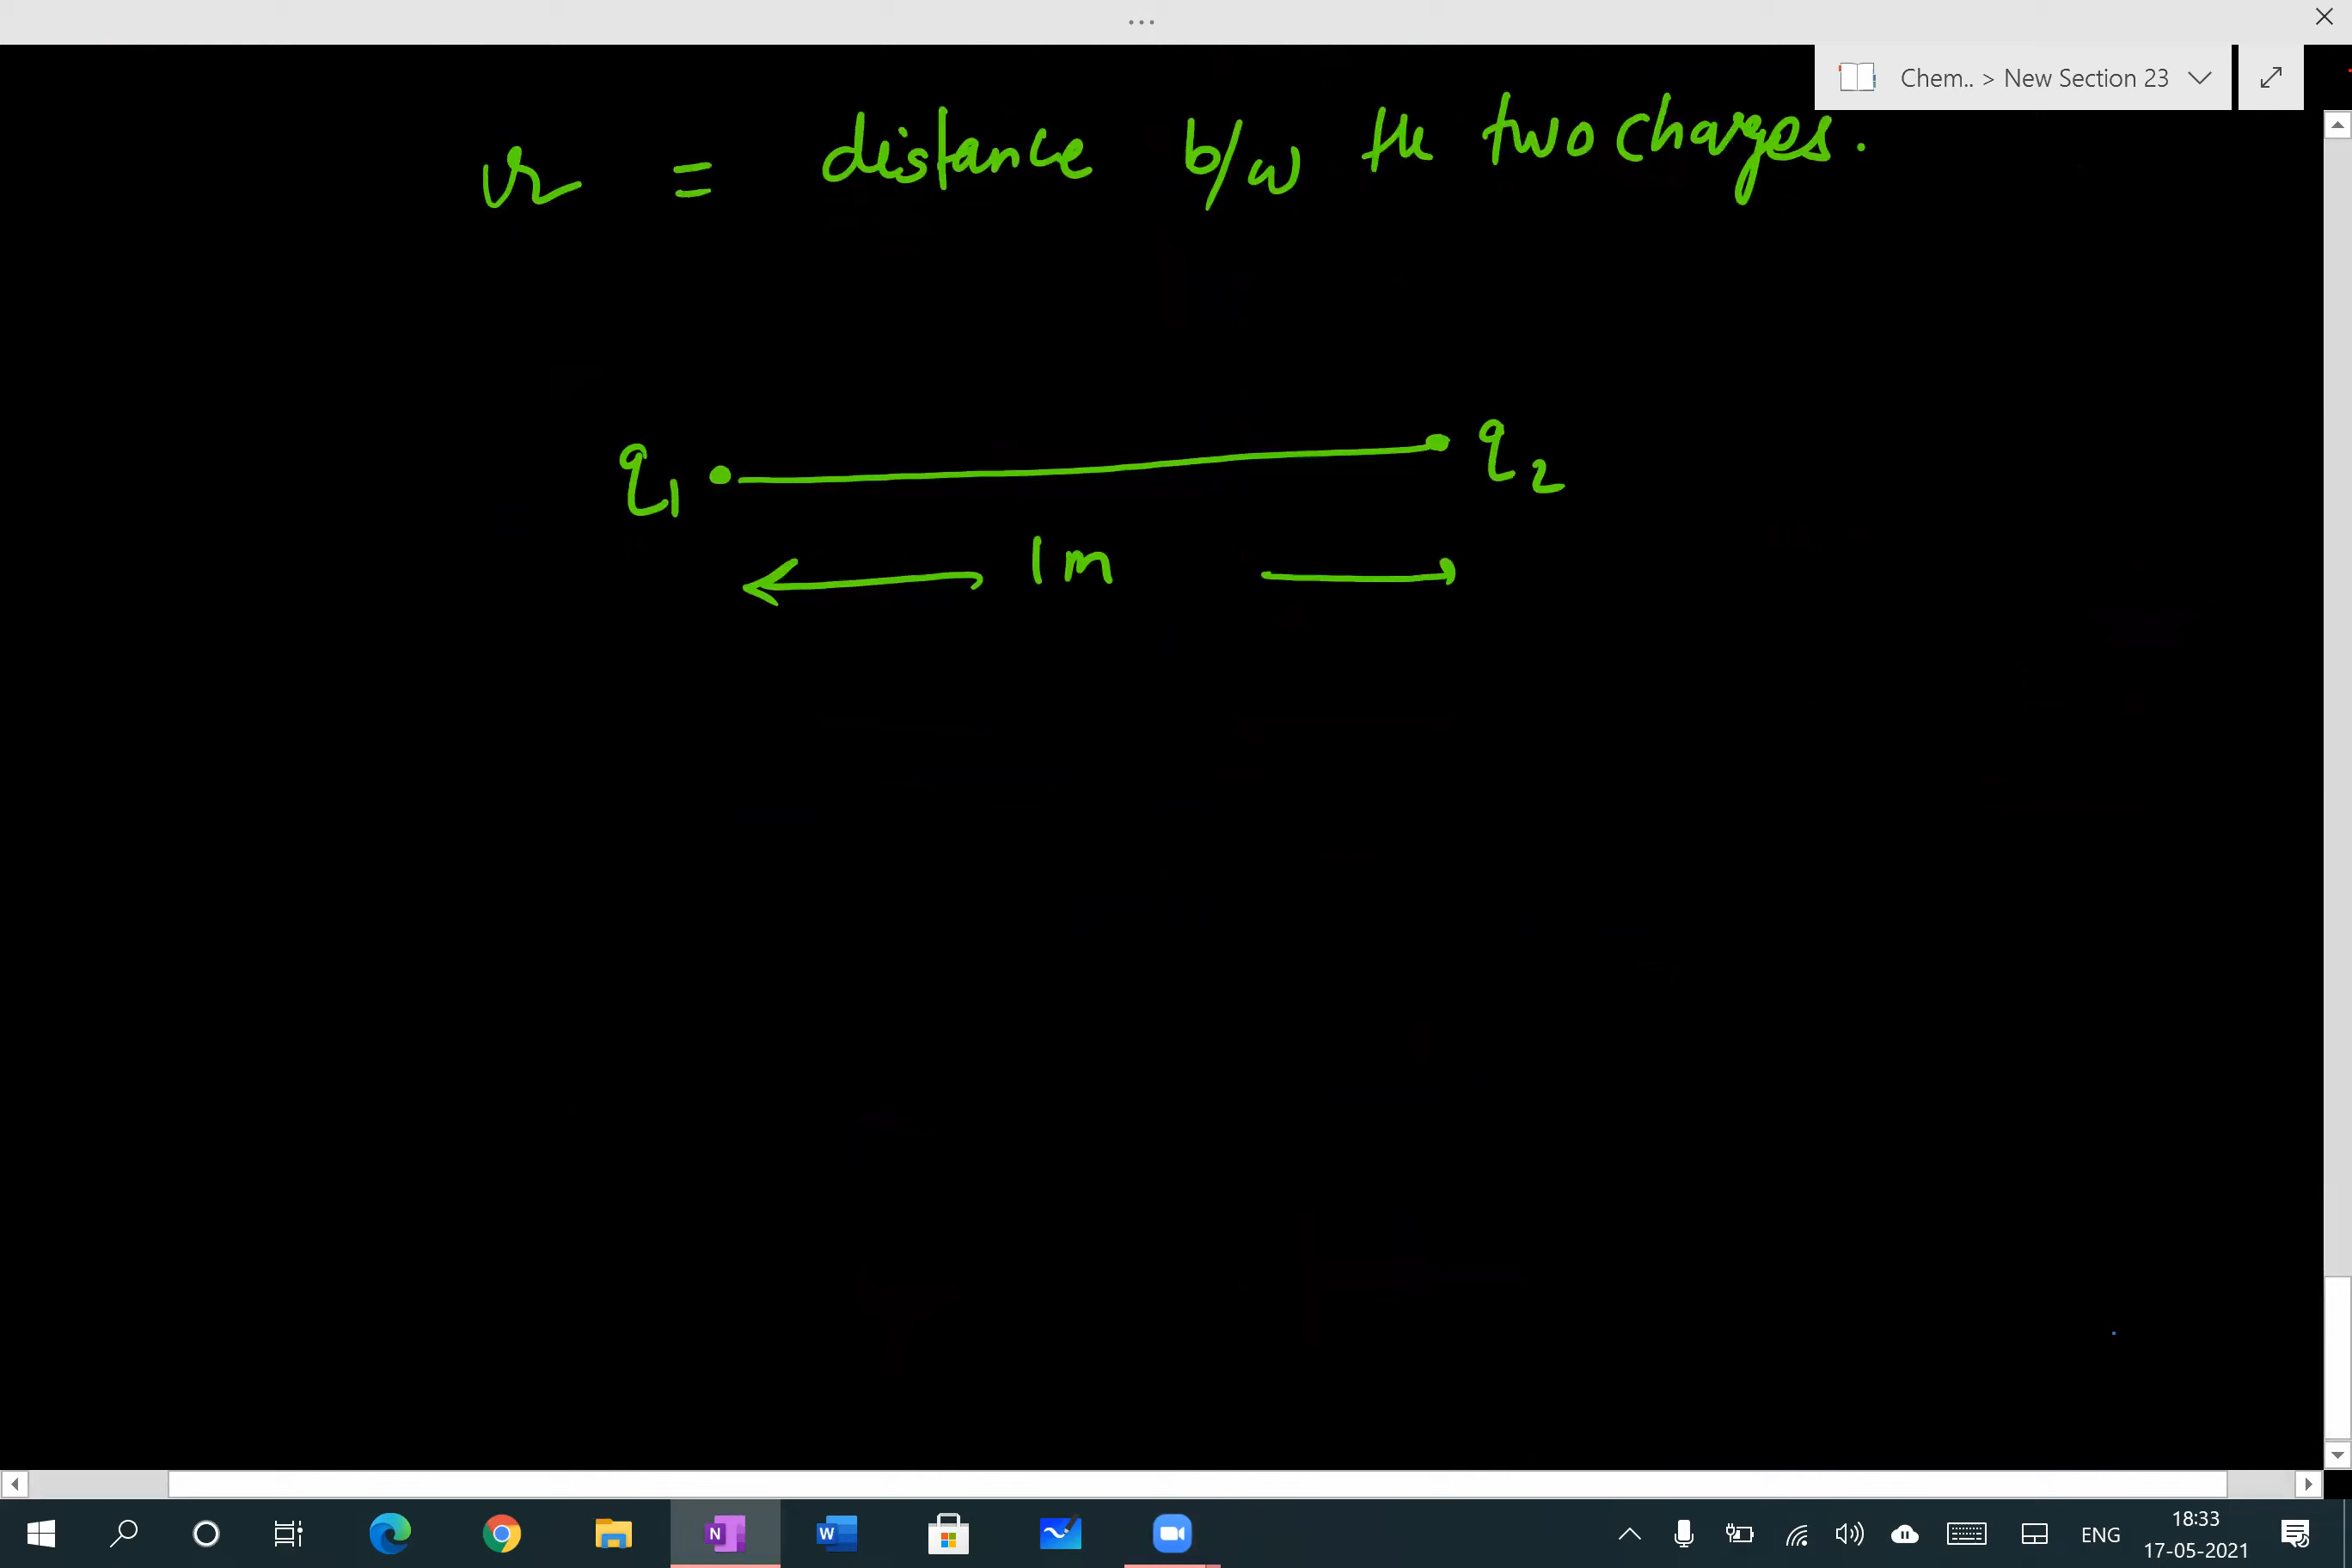 Chem.. > New Section 23
r = distance b/w the two charges.
q1 q2
1m
ENG
18:33
17-05-2021